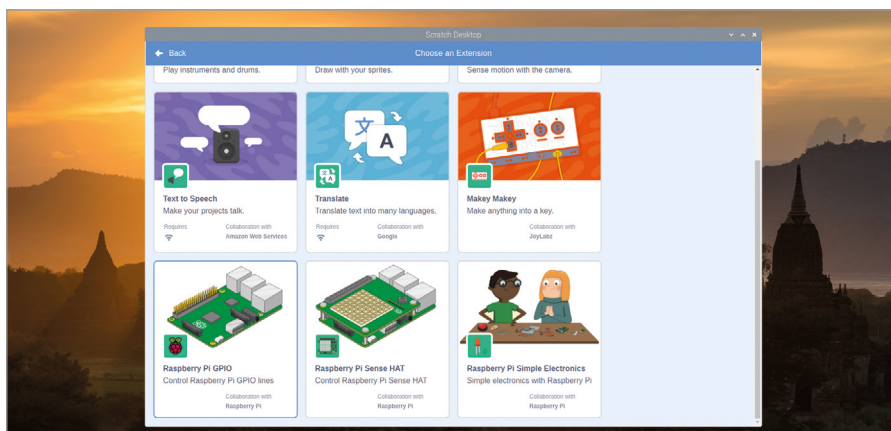 Scratch Desktop
Back
Choose an Extension
Play instruments and drums.
Draw with your sprites.
Sense motion with the camera.
文
A
Text to Speech
Make your projects talk.
Requires
Collaboration with
Amazon Web Services
Translate
Translate text into many languages.
Requires
Collaboration with
Google
Makey Makey
Make anything into a key.
Collaboration with
JoyLabz
Raspberry Pi GPIO
Control Raspberry Pi GPIO lines
Collaboration with
Raspberry Pi
Raspberry Pi Sense HAT
Control Raspberry Pi Sense HAT
Collaboration with
Raspberry Pi
Raspberry Pi Simple Electronics
Simple electronics with Raspberry Pi
Collaboration with
Raspberry Pi